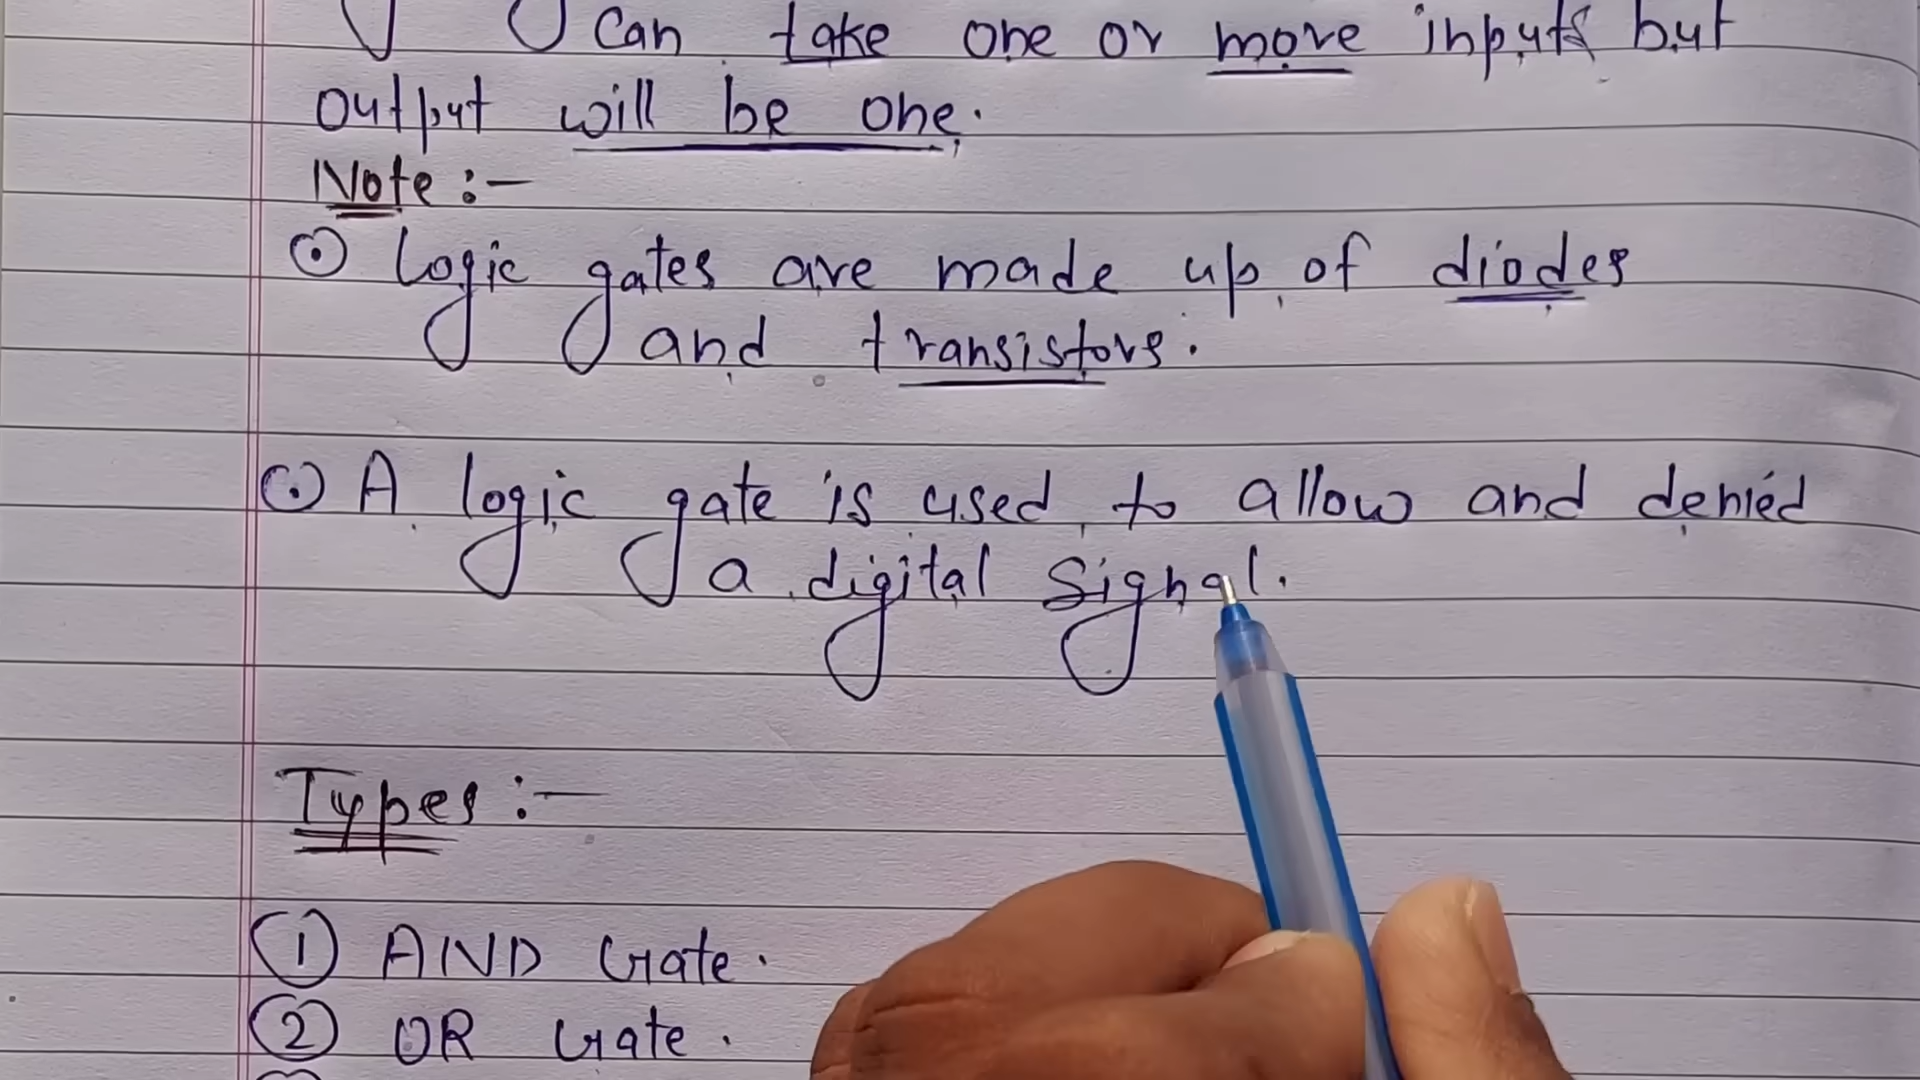 Can take one or more inputs but
output will be one.
Note :-
⊙ logic gates are made up of diodes
and transistors.
⊙ A logic gate is used to allow and denied
a digital Signal.
Types :-
① AND Gate.
② OR Gate.